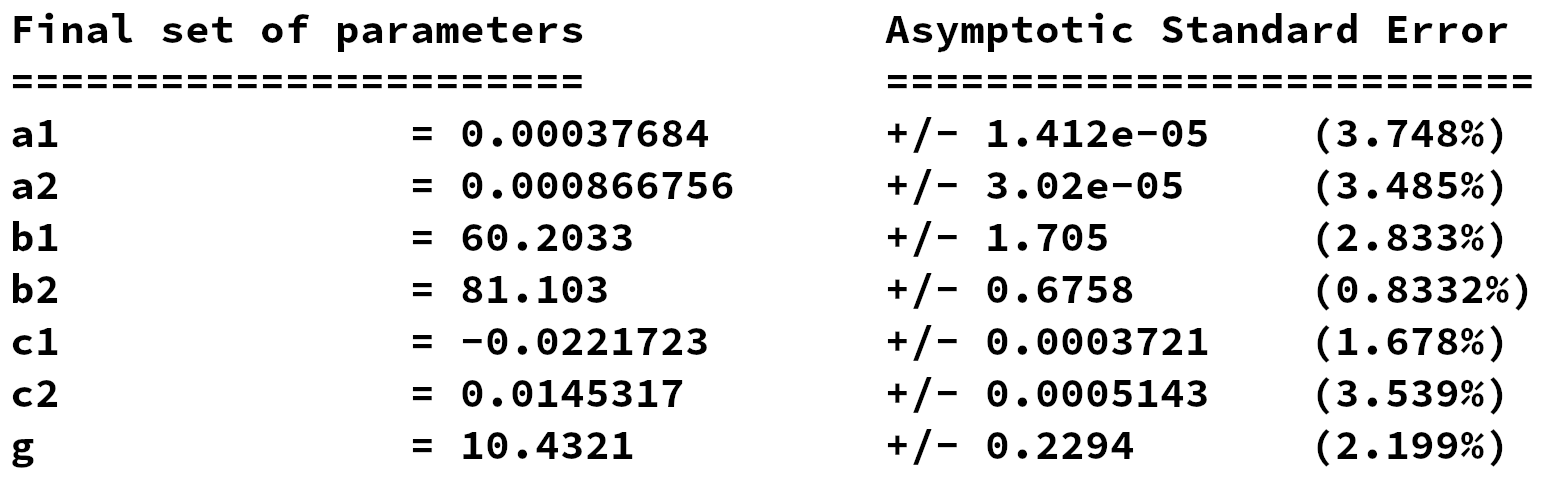 Final set of parameters            Asymptotic Standard Error
=======================            ==========================
a1              = 0.00037684       +/- 1.412e-05    (3.748%)
a2              = 0.000866756      +/- 3.02e-05     (3.485%)
b1              = 60.2033          +/- 1.705        (2.833%)
b2              = 81.103           +/- 0.6758       (0.8332%)
c1              = -0.0221723       +/- 0.0003721    (1.678%)
c2              = 0.0145317        +/- 0.0005143    (3.539%)
g               = 10.4321          +/- 0.2294       (2.199%)